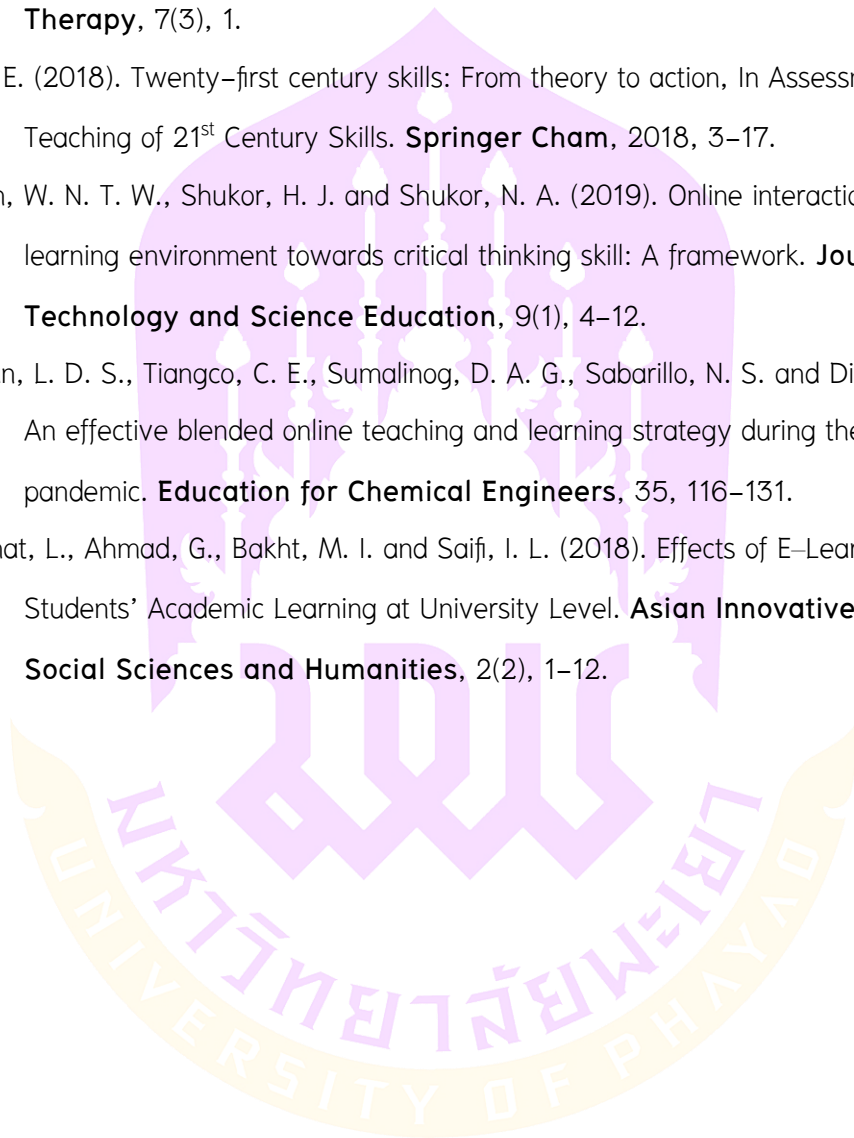 Therapy, 7(3), 1.
E. (2018). Twenty-first century skills: From theory to action, In Assessm
Teaching of 21st Century Skills. Springer Cham, 2018, 3–17.
n, W. N. T. W., Shukor, H. J. and Shukor, N. A. (2019). Online interactio
learning environment towards critical thinking skill: A framework. Jou
Technology and Science Education, 9(1), 4–12.
n, L. D. S., Tiangco, C. E., Sumalinog, D. A. G., Sabarillo, N. S. and Di
An effective blended online teaching and learning strategy during the
pandemic. Education for Chemical Engineers, 35, 116–131.
nat, L., Ahmad, G., Bakht, M. I. and Saifi, I. L. (2018). Effects of E–Lear
Students’ Academic Learning at University Level. Asian Innovative
Social Sciences and Humanities, 2(2), 1–12.
มหาวิทยาลัยพะเยา
UNIVERSITY OF PHAYAO